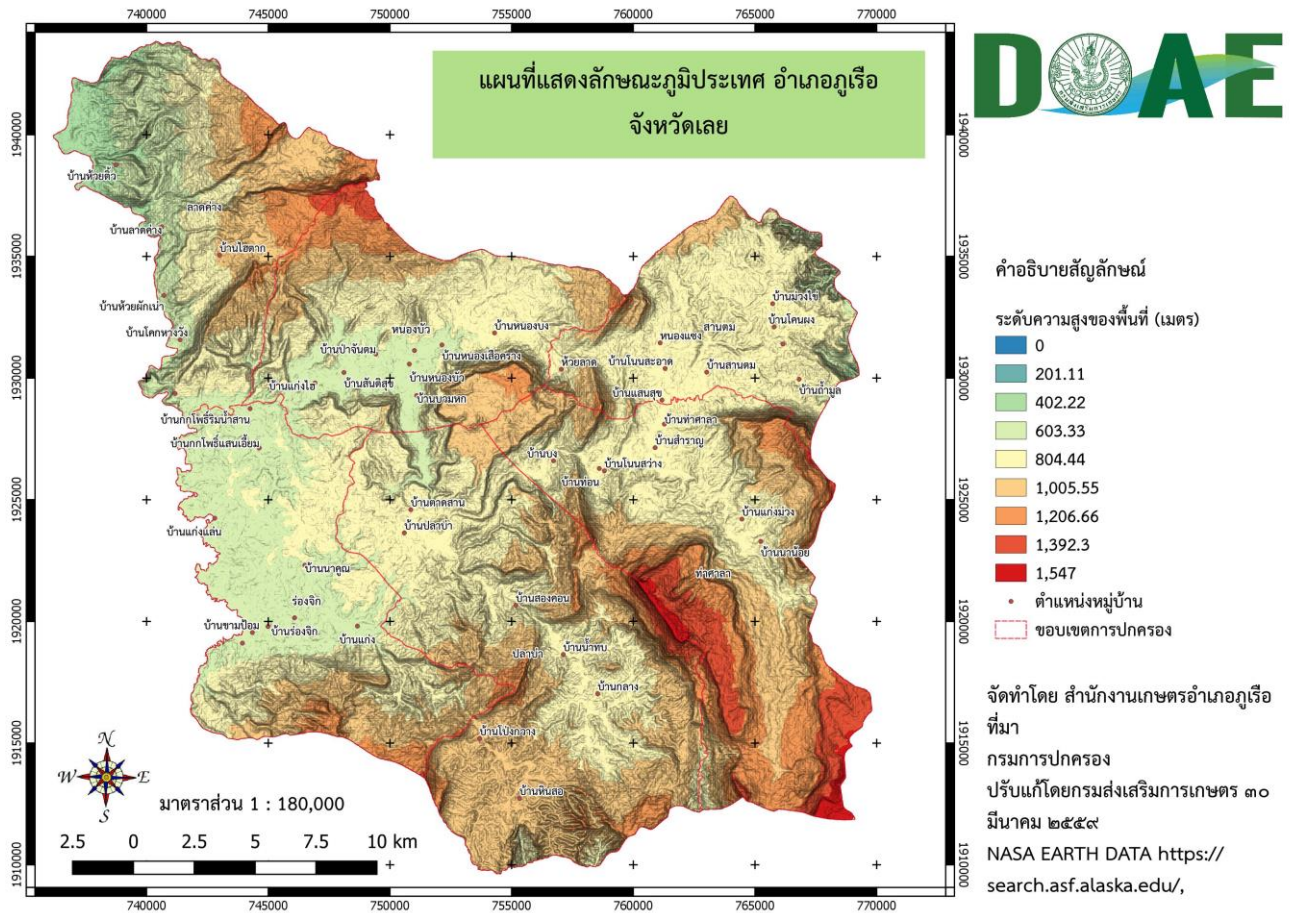 740000 745000 750000 755000 760000 765000 770000
แผนที่แสดงลักษณะภูมิประเทศ อำเภอภูเรือ
จังหวัดเลย
DOAE
1940000
1940000
บ้านห้วยติ้ว
ลาดค่าง
บ้านลาดค่าง
บ้านไฮตาก
1935000
1935000
บ้านห้วยผักเน่า
บ้านโคกหวงวัง
บ้านม่วงไข่
บ้านโคนผง
สานตม
หนองแซง
หนองบัว
บ้านหนองบง
บ้านป่าจันตม
บ้านหนองเสือคราง
ห้วยลาด
บ้านโนนสะอาด
บ้านสานตม
1930000
1930000
บ้านแก่งไฮ
บ้านสันติสุข
บ้านหนองบัว
บ้านบวมหก
บ้านแสนสุข
บ้านถ้ำมูล
บ้านกกโพธิ์ริมน้ำสาน
บ้านท่าศาลา
บ้านกกโพธิ์แสนเอี้ยม
บ้านสำราญ
บ้านบง
บ้านโนนสว่าง
บ้านท่อน
1925000
1925000
บ้านตาดสาน
บ้านแก่งม่วง
บ้านแก่งแล่น
บ้านปลาบ่า
บ้านนาน้อย
บ้านนาคูณ
ท่าศาลา
ร่องจิก
บ้านสองคอน
1920000
1920000
บ้านขามป้อม
บ้านร่องจิก
บ้านแก่ง
ปลาบ่า
บ้านน้ำทบ
บ้านกลาง
1915000
1915000
บ้านโป่งกวาง
บ้านหินสอ
N
W E
S
มาตราส่วน 1 : 180,000
2.5 0 2.5 5 7.5 10 km
1910000
1910000
740000 745000 750000 755000 760000 765000 770000
คำอธิบายสัญลักษณ์
ระดับความสูงของพื้นที่ (เมตร)
0
201.11
402.22
603.33
804.44
1,005.55
1,206.66
1,392.3
1,547
ตำแหน่งหมู่บ้าน
ขอบเขตการปกครอง
จัดทำโดย สำนักงานเกษตรอำเภอภูเรือ
ที่มา
กรมการปกครอง
ปรับแก้โดยกรมส่งเสริมการเกษตร ๓๐
มีนาคม ๒๕๕๙
NASA EARTH DATA https://
search.asf.alaska.edu/,